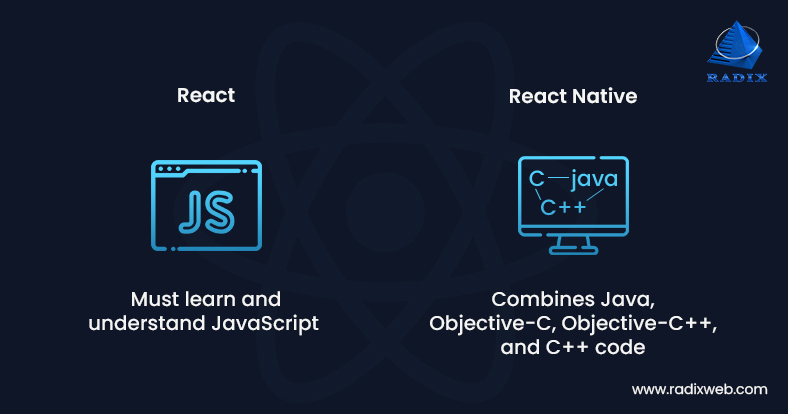 RADIX
React
React Native
JS
C java
C++
Must learn and
understand JavaScript
Combines Java,
Objective-C, Objective-C++,
and C++ code
www.radixweb.com